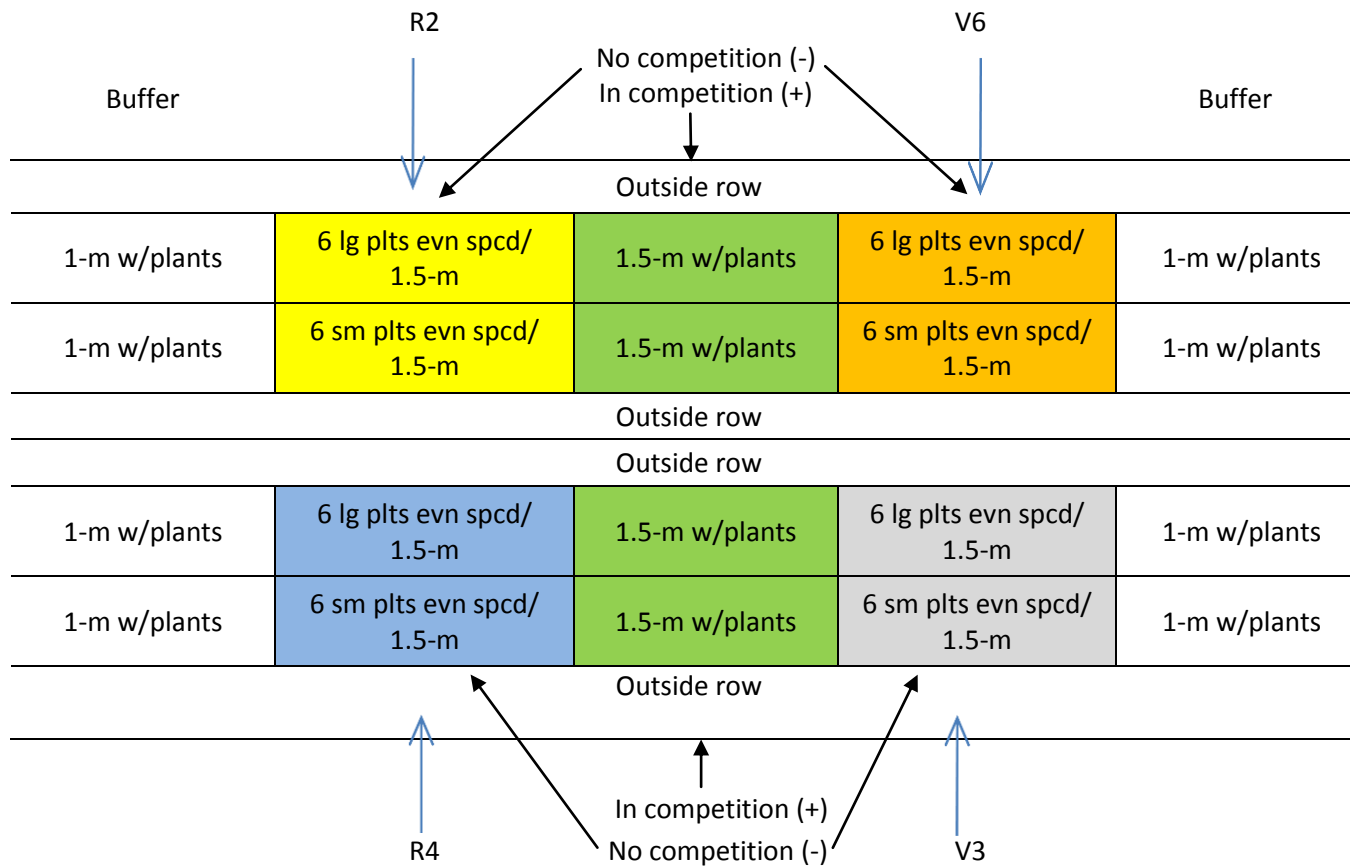 R2
V6
No competition (-)
In competition (+)
Buffer
Buffer
Outside row
1-m w/plants
6 lg plts evn spcd/
1.5-m
1.5-m w/plants
6 lg plts evn spcd/
1.5-m
1-m w/plants
1-m w/plants
6 sm plts evn spcd/
1.5-m
1.5-m w/plants
6 sm plts evn spcd/
1.5-m
1-m w/plants
Outside row
Outside row
1-m w/plants
6 lg plts evn spcd/
1.5-m
1.5-m w/plants
6 lg plts evn spcd/
1.5-m
1-m w/plants
1-m w/plants
6 sm plts evn spcd/
1.5-m
1.5-m w/plants
6 sm plts evn spcd/
1.5-m
1-m w/plants
Outside row
In competition (+)
R4
No competition (-)
V3